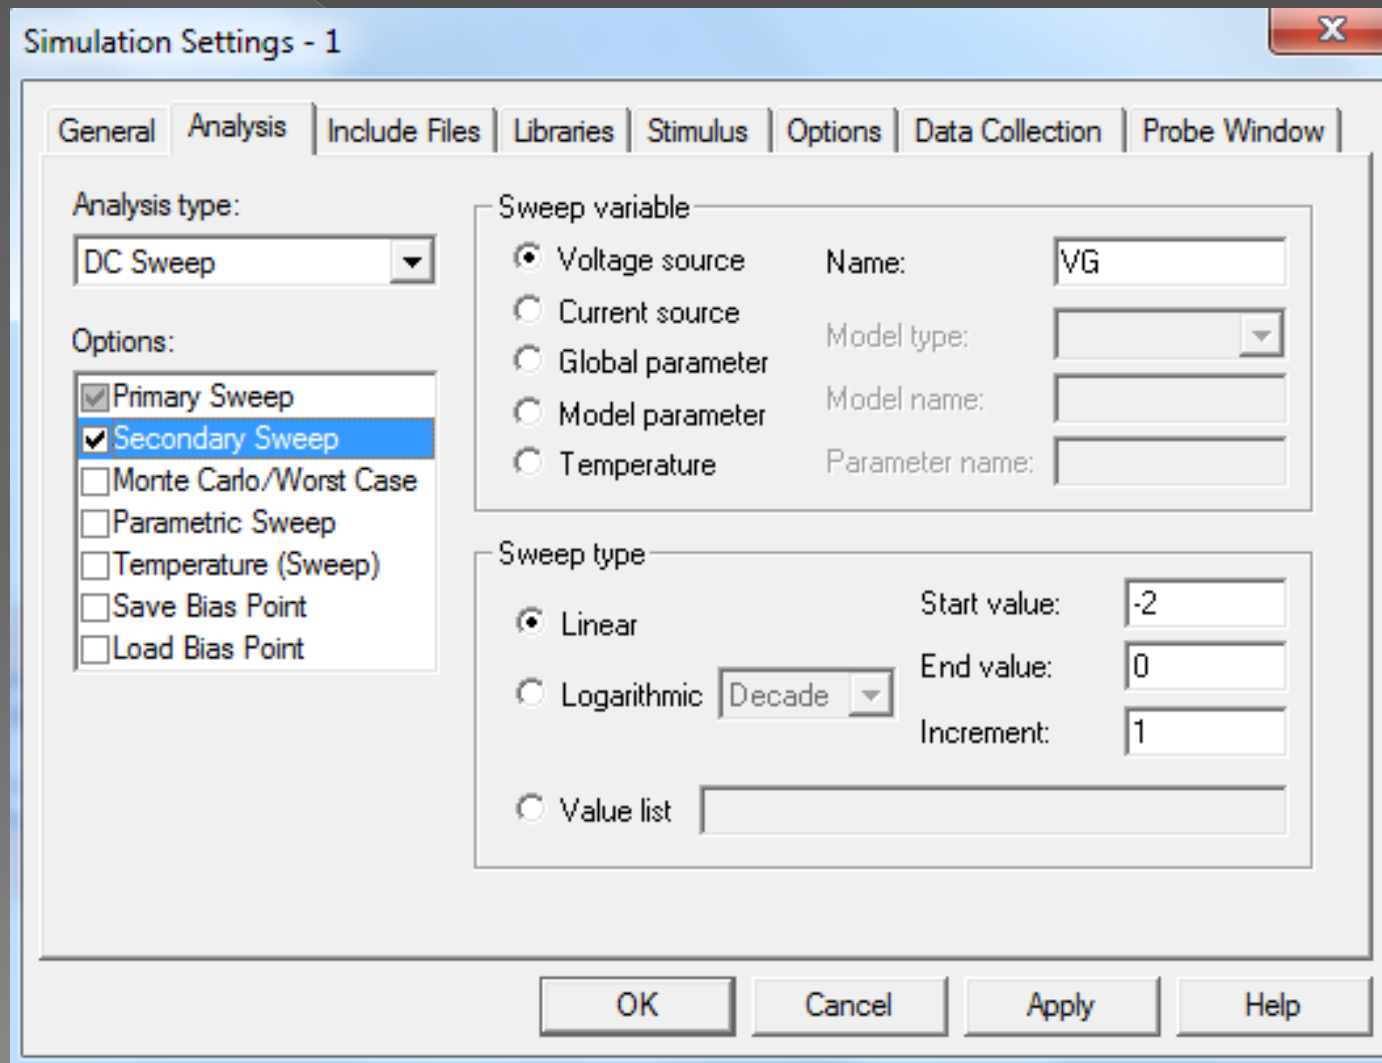 Simulation Settings - 1
General Analysis Include Files Libraries Stimulus Options Data Collection Probe Window
Analysis type:
DC Sweep
Options:
Primary Sweep
Secondary Sweep
Monte Carlo/Worst Case
Parametric Sweep
Temperature (Sweep)
Save Bias Point
Load Bias Point
Sweep variable
Voltage source
Current source
Global parameter
Model parameter
Temperature
Name: VG
Model type:
Model name:
Parameter name:
Sweep type
Linear
Logarithmic Decade
Value list
Start value: -2
End value: 0
Increment: 1
OK Cancel Apply Help